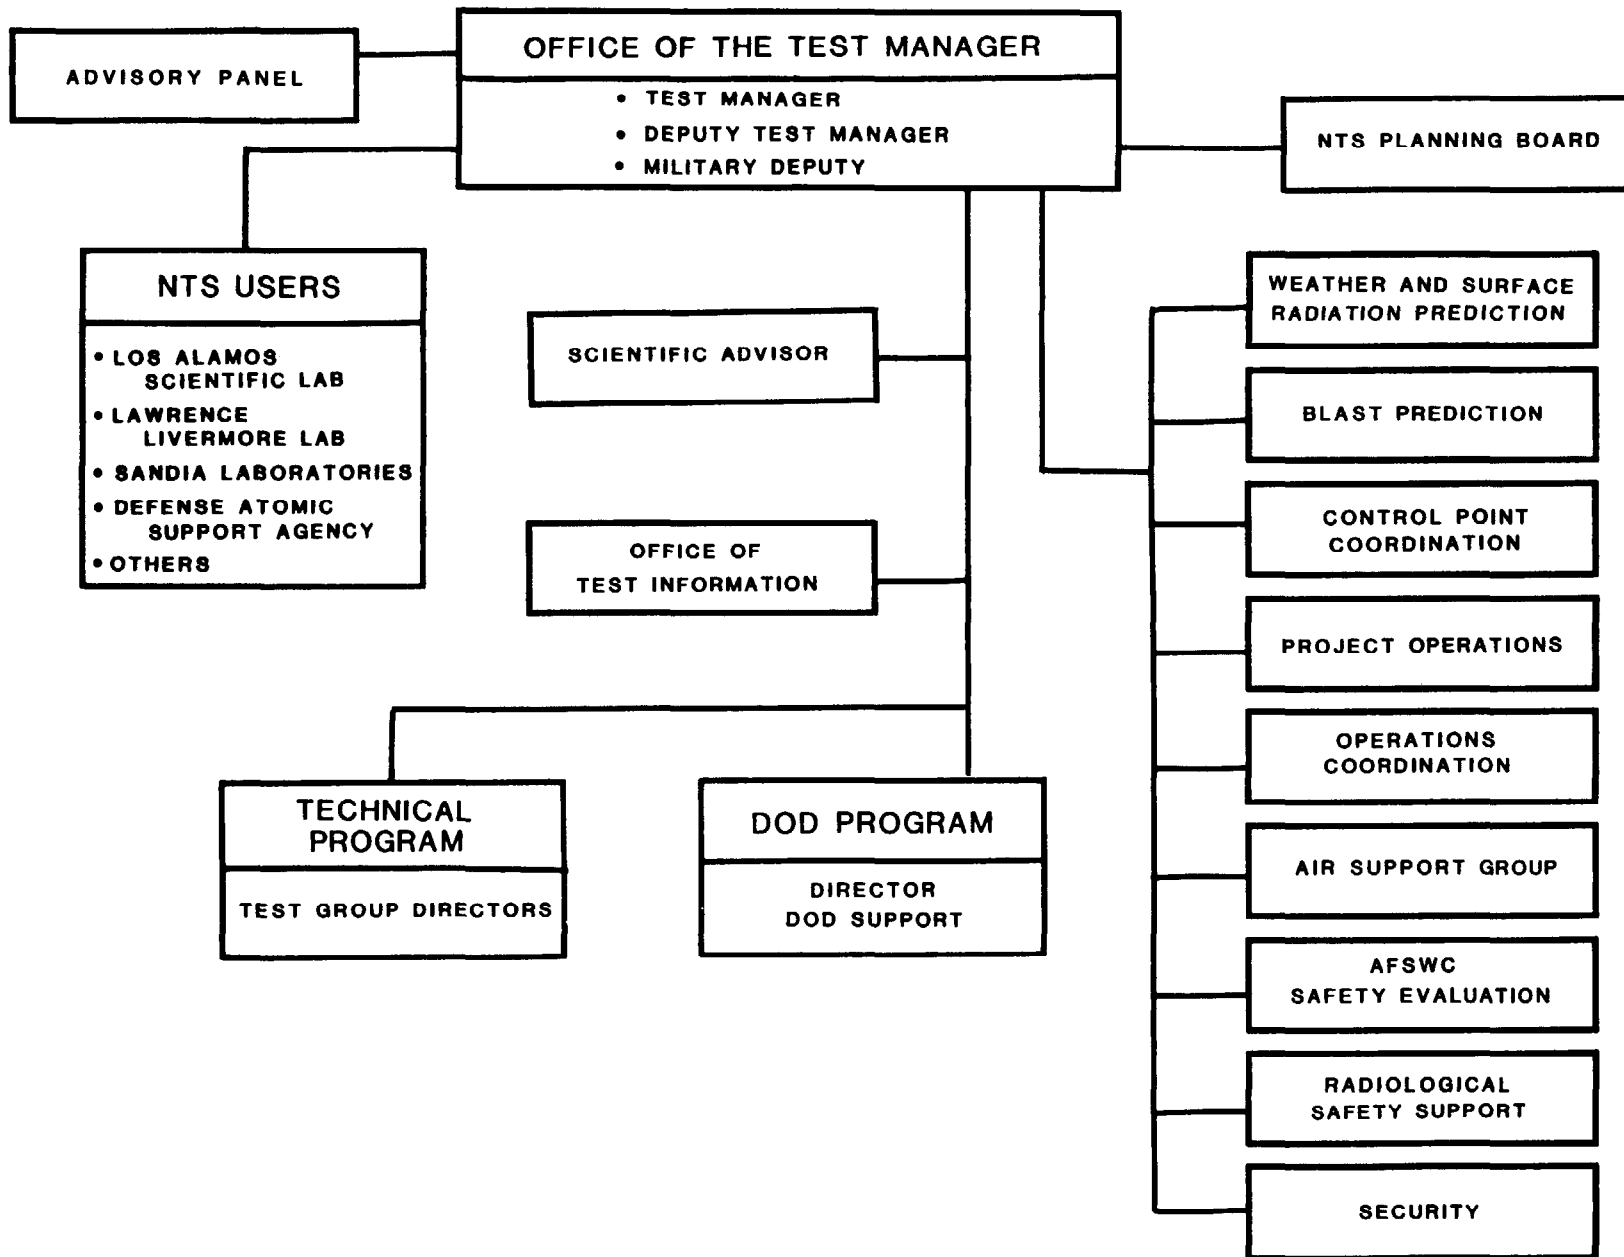 ADVISORY PANEL
OFFICE OF THE TEST MANAGER
• TEST MANAGER
• DEPUTY TEST MANAGER
• MILITARY DEPUTY
NTS PLANNING BOARD
NTS USERS
• LOS ALAMOS
SCIENTIFIC LAB
• LAWRENCE
LIVERMORE LAB
• SANDIA LABORATORIES
• DEFENSE ATOMIC
SUPPORT AGENCY
• OTHERS
SCIENTIFIC ADVISOR
OFFICE OF
TEST INFORMATION
TECHNICAL
PROGRAM
TEST GROUP DIRECTORS
DOD PROGRAM
DIRECTOR
DOD SUPPORT
WEATHER AND SURFACE
RADIATION PREDICTION
BLAST PREDICTION
CONTROL POINT
COORDINATION
PROJECT OPERATIONS
OPERATIONS
COORDINATION
AIR SUPPORT GROUP
AFSWC
SAFETY EVALUATION
RADIOLOGICAL
SAFETY SUPPORT
SECURITY